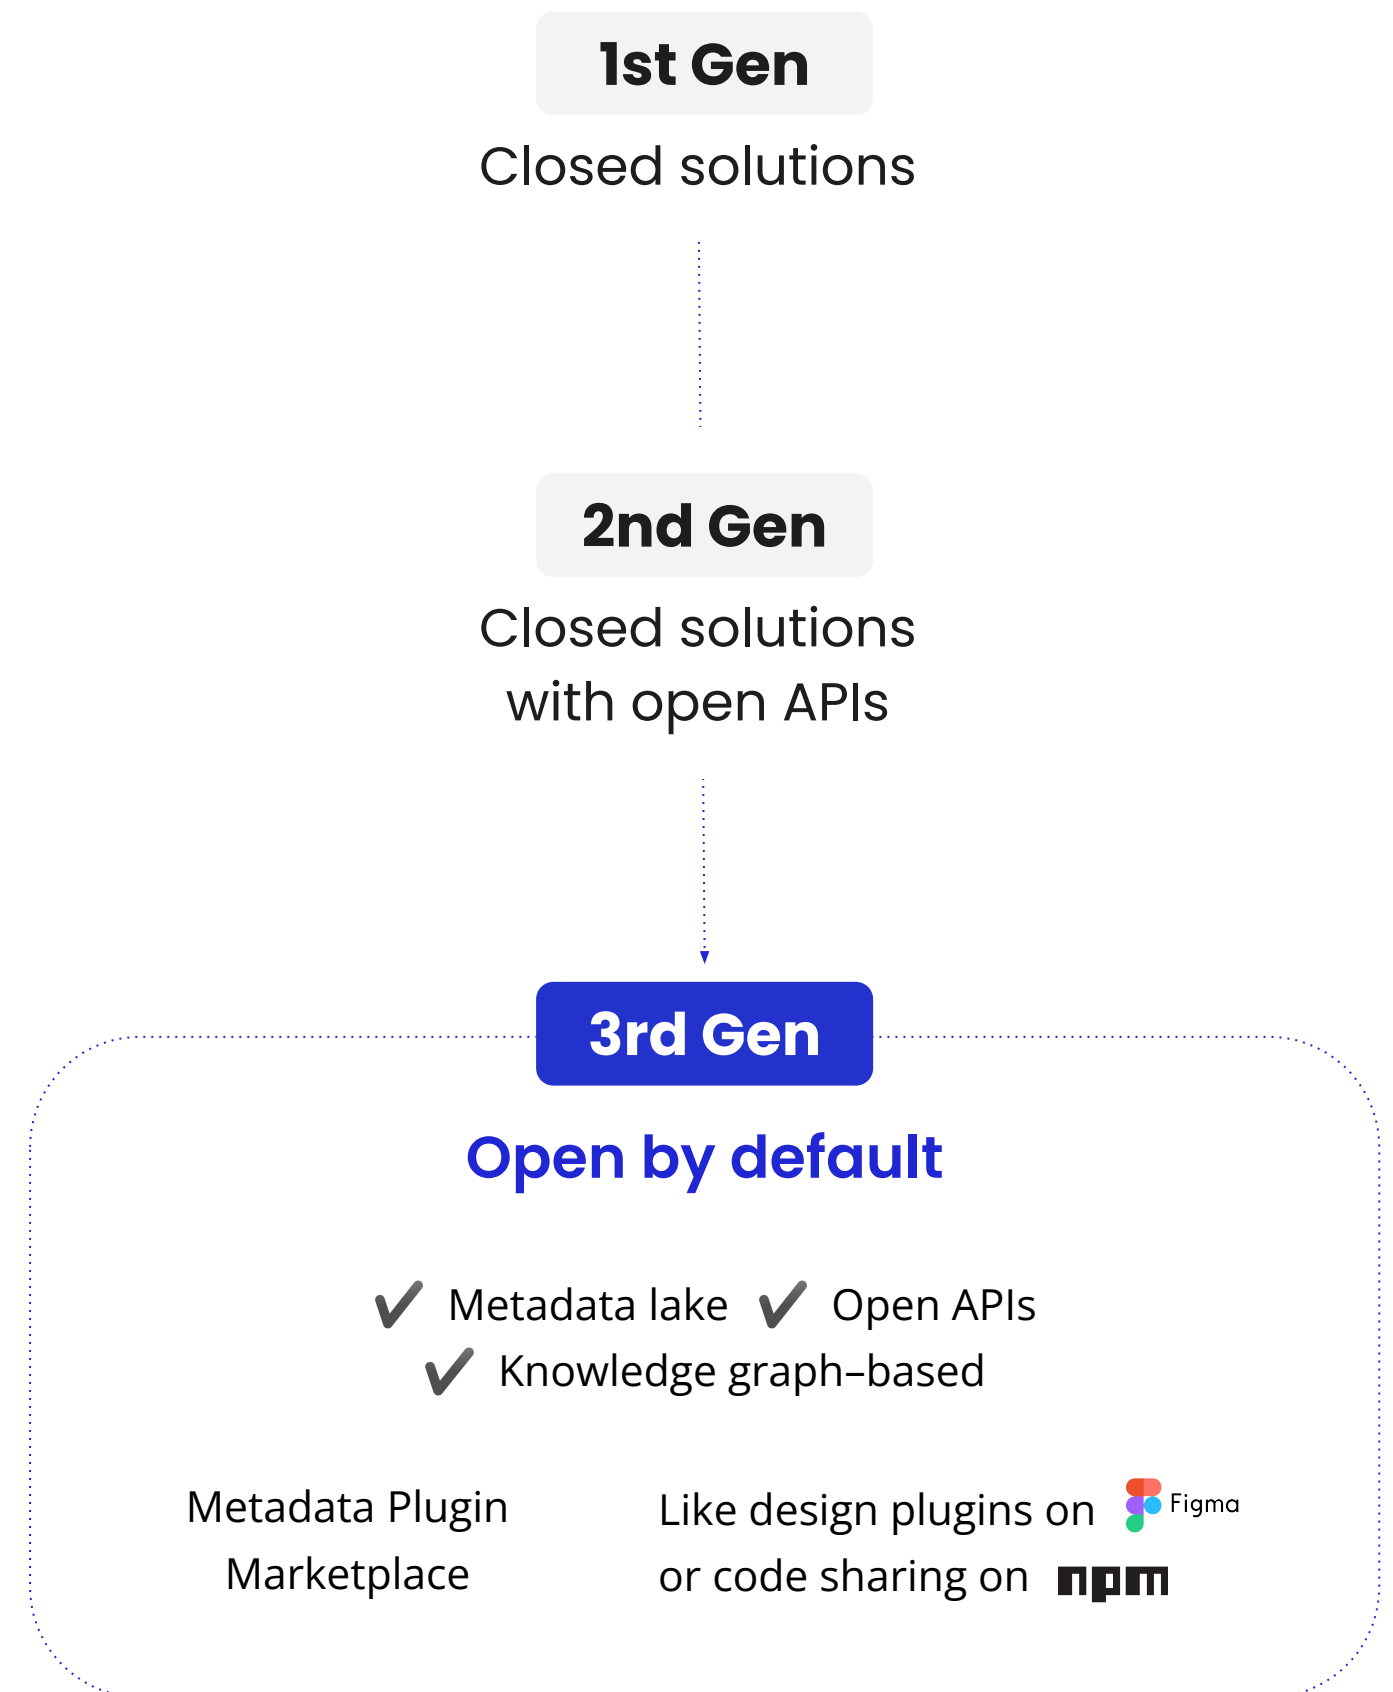 1st Gen
Closed solutions
2nd Gen
Closed solutions
with open APIs
3rd Gen
Open by default
✔ Metadata lake ✔ Open APIs
✔ Knowledge graph–based
Metadata Plugin
Marketplace
Like design plugins on Figma
or code sharing on npm